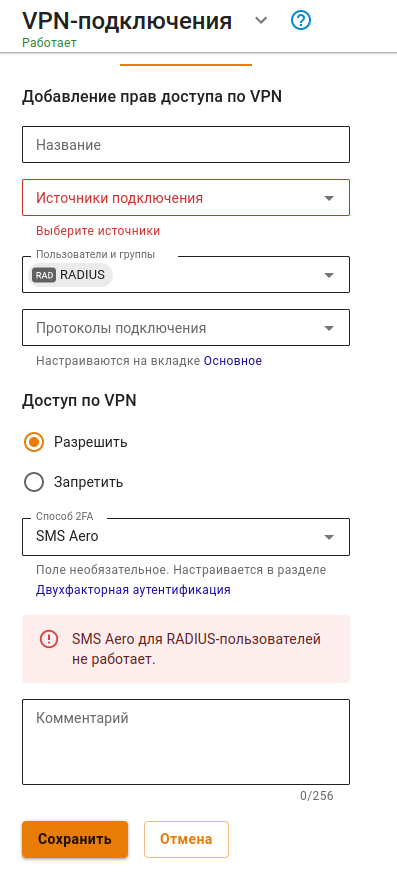 VPN-подключения
Работает
Добавление прав доступа по VPN
Название
Источники подключения
Выберите источники
Пользователи и группы
RAD RADIUS
Протоколы подключения
Настраиваются на вкладке Основное
Доступ по VPN
Разрешить
Запретить
Способ 2FA
SMS Aero
Поле необязательное. Настраивается в разделе
Двухфакторная аутентификация
SMS Aero для RADIUS-пользователей
не работает.
Комментарий
0/256
Сохранить Отмена